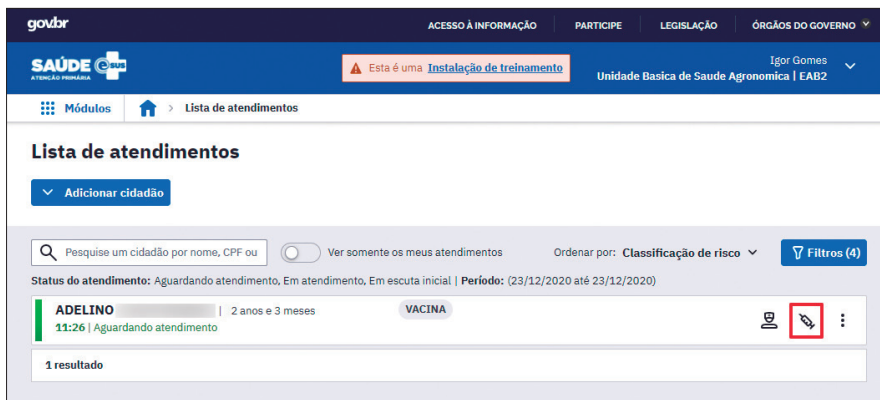 gov.br ACESSO À INFORMAÇÃO PARTICIPE LEGISLAÇÃO ÓRGÃOS DO GOVERNO
SAÚDE e sus
ATENÇÃO PRIMÁRIA
Esta é uma Instalação de treinamento
Igor Gomes
Unidade Basica de Saude Agronomica | EAB2
Módulos > Lista de atendimentos
Lista de atendimentos
Adicionar cidadão
Pesquise um cidadão por nome, CPF ou Ver somente os meus atendimentos Ordenar por: Classificação de risco Filtros (4)
Status do atendimento: Aguardando atendimento, Em atendimento, Em escuta inicial | Período: (23/12/2020 até 23/12/2020)
ADELINO | 2 anos e 3 meses VACINA
11:26 | Aguardando atendimento
1 resultado